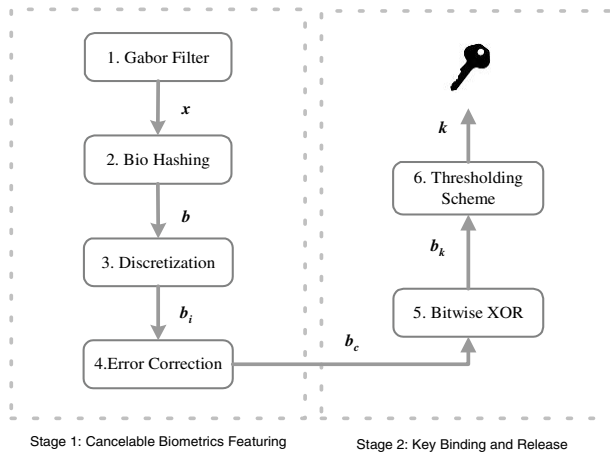 1. Gabor Filter
x
2. Bio Hashing
b
3. Discretization
b_i
4.Error Correction
b_c
5. Bitwise XOR
b_k
6. Thresholding
Scheme
k
Stage 1: Cancelable Biometrics Featuring
Stage 2: Key Binding and Release